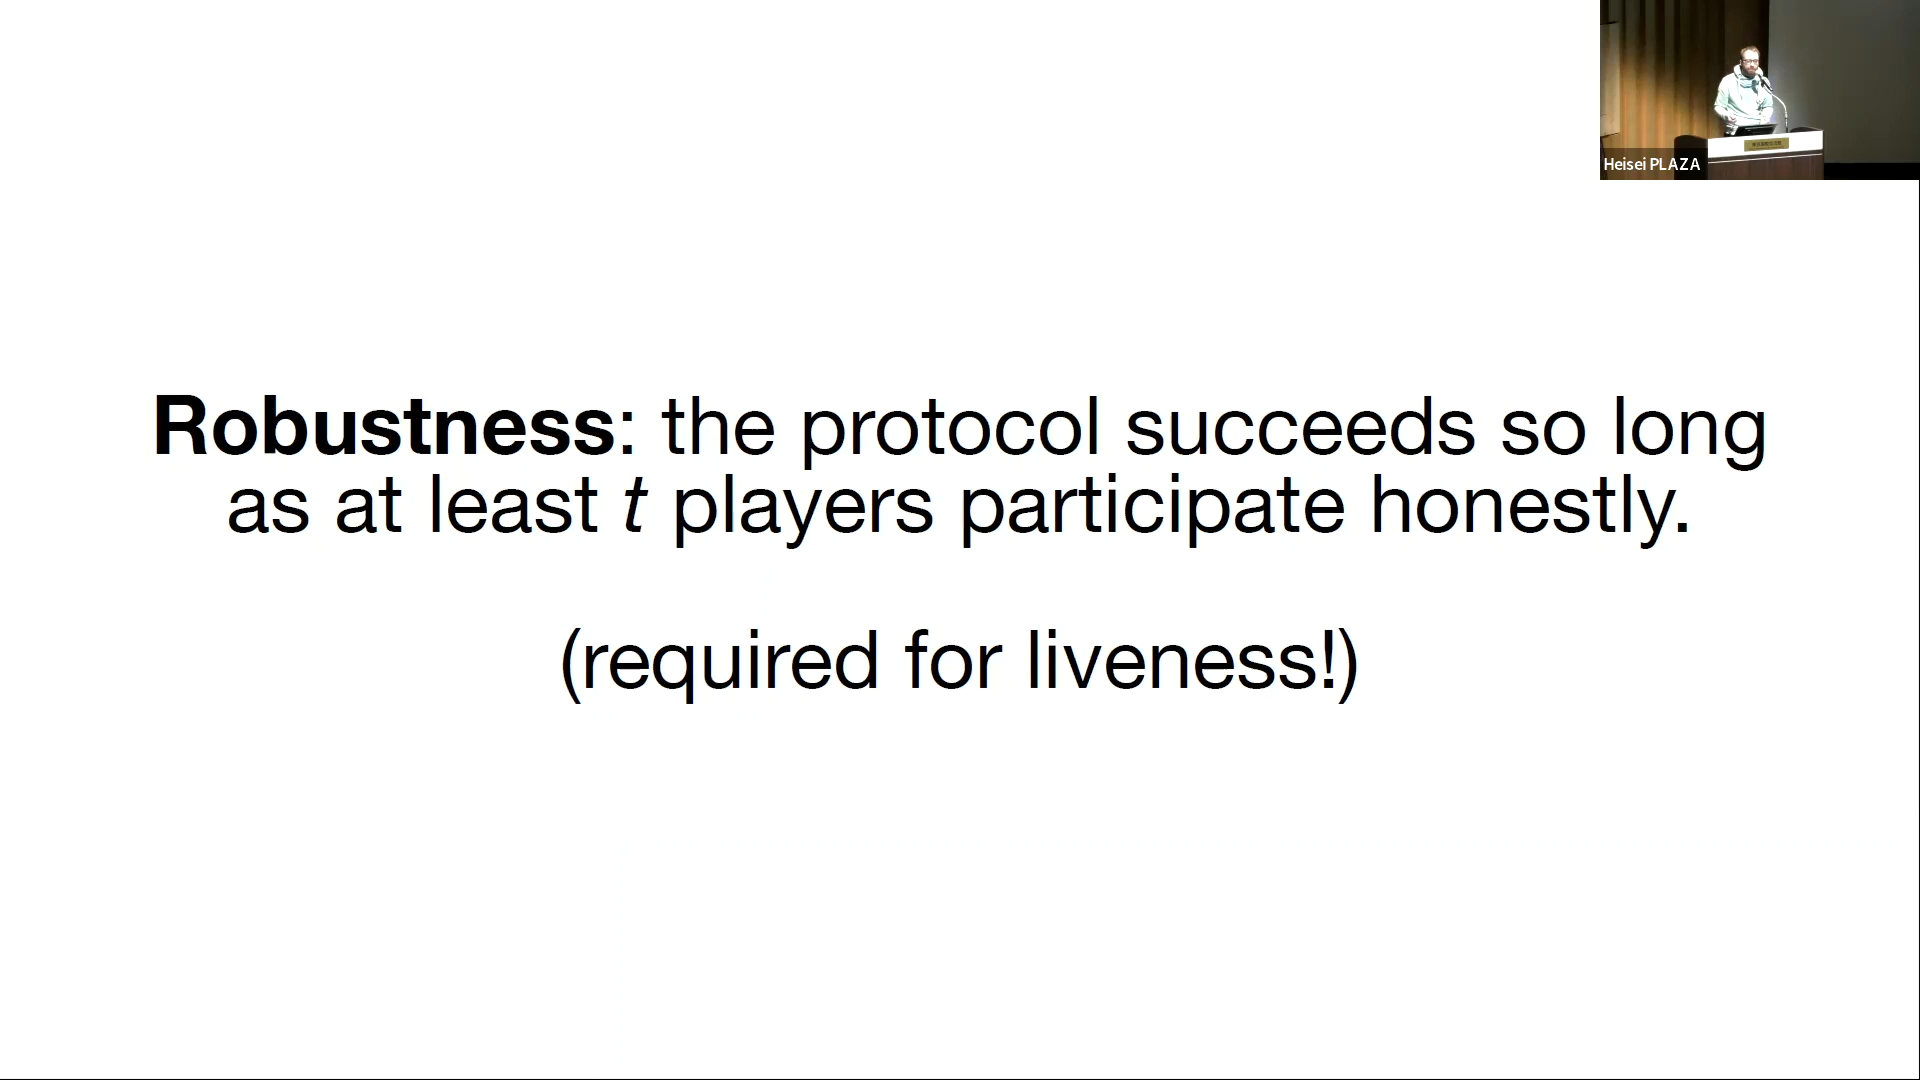 Heisei PLAZA
Robustness: the protocol succeeds so long
as at least t players participate honestly.
(required for liveness!)